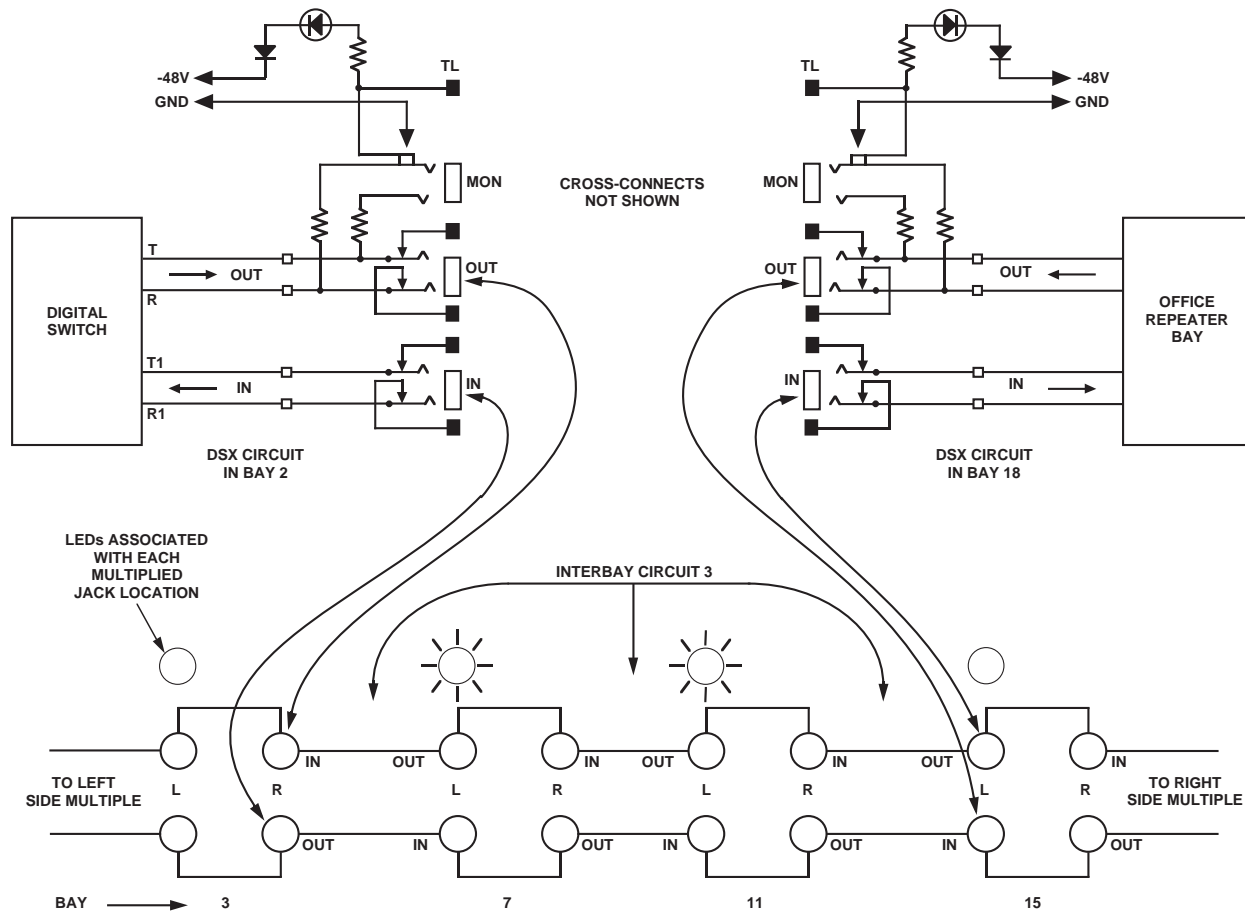 TL
TL
-48V
-48V
GND
GND
MON
CROSS-CONNECTS
NOT SHOWN
MON
T
OUT
OUT
R
OUT
OUT
DIGITAL
SWITCH
OFFICE
REPEATER
BAY
T1
IN
IN
R1
IN
IN
DSX CIRCUIT
IN BAY 2
DSX CIRCUIT
IN BAY 18
LEDs ASSOCIATED
WITH EACH
MULTIPLIED
JACK LOCATION
INTERBAY CIRCUIT 3
IN OUT IN OUT OUT IN
TO LEFT
SIDE MULTIPLE
L R L R L R L R
TO RIGHT
SIDE MULTIPLE
OUT IN OUT IN OUT IN OUT
BAY 3 7 11 15